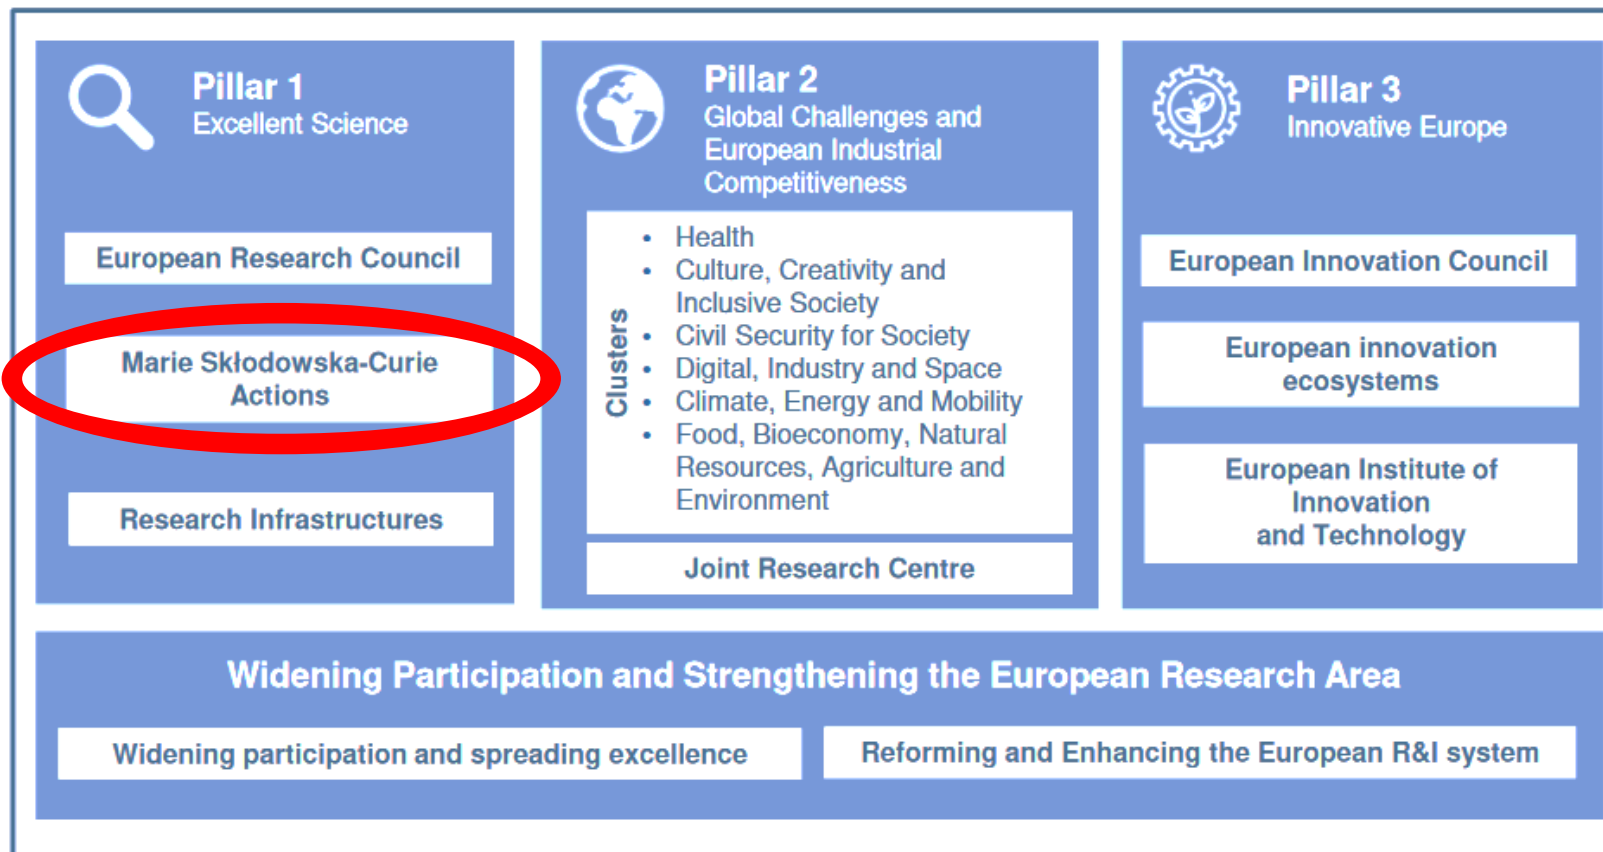 Pillar 1
Excellent Science
European Research Council
Marie Skłodowska-Curie
Actions
Research Infrastructures
Pillar 2
Global Challenges and
European Industrial
Competitiveness
Clusters
• Health
• Culture, Creativity and
Inclusive Society
• Civil Security for Society
• Digital, Industry and Space
• Climate, Energy and Mobility
• Food, Bioeconomy, Natural
Resources, Agriculture and
Environment
Joint Research Centre
Pillar 3
Innovative Europe
European Innovation Council
European innovation
ecosystems
European Institute of
Innovation
and Technology
Widening Participation and Strengthening the European Research Area
Widening participation and spreading excellence
Reforming and Enhancing the European R&I system